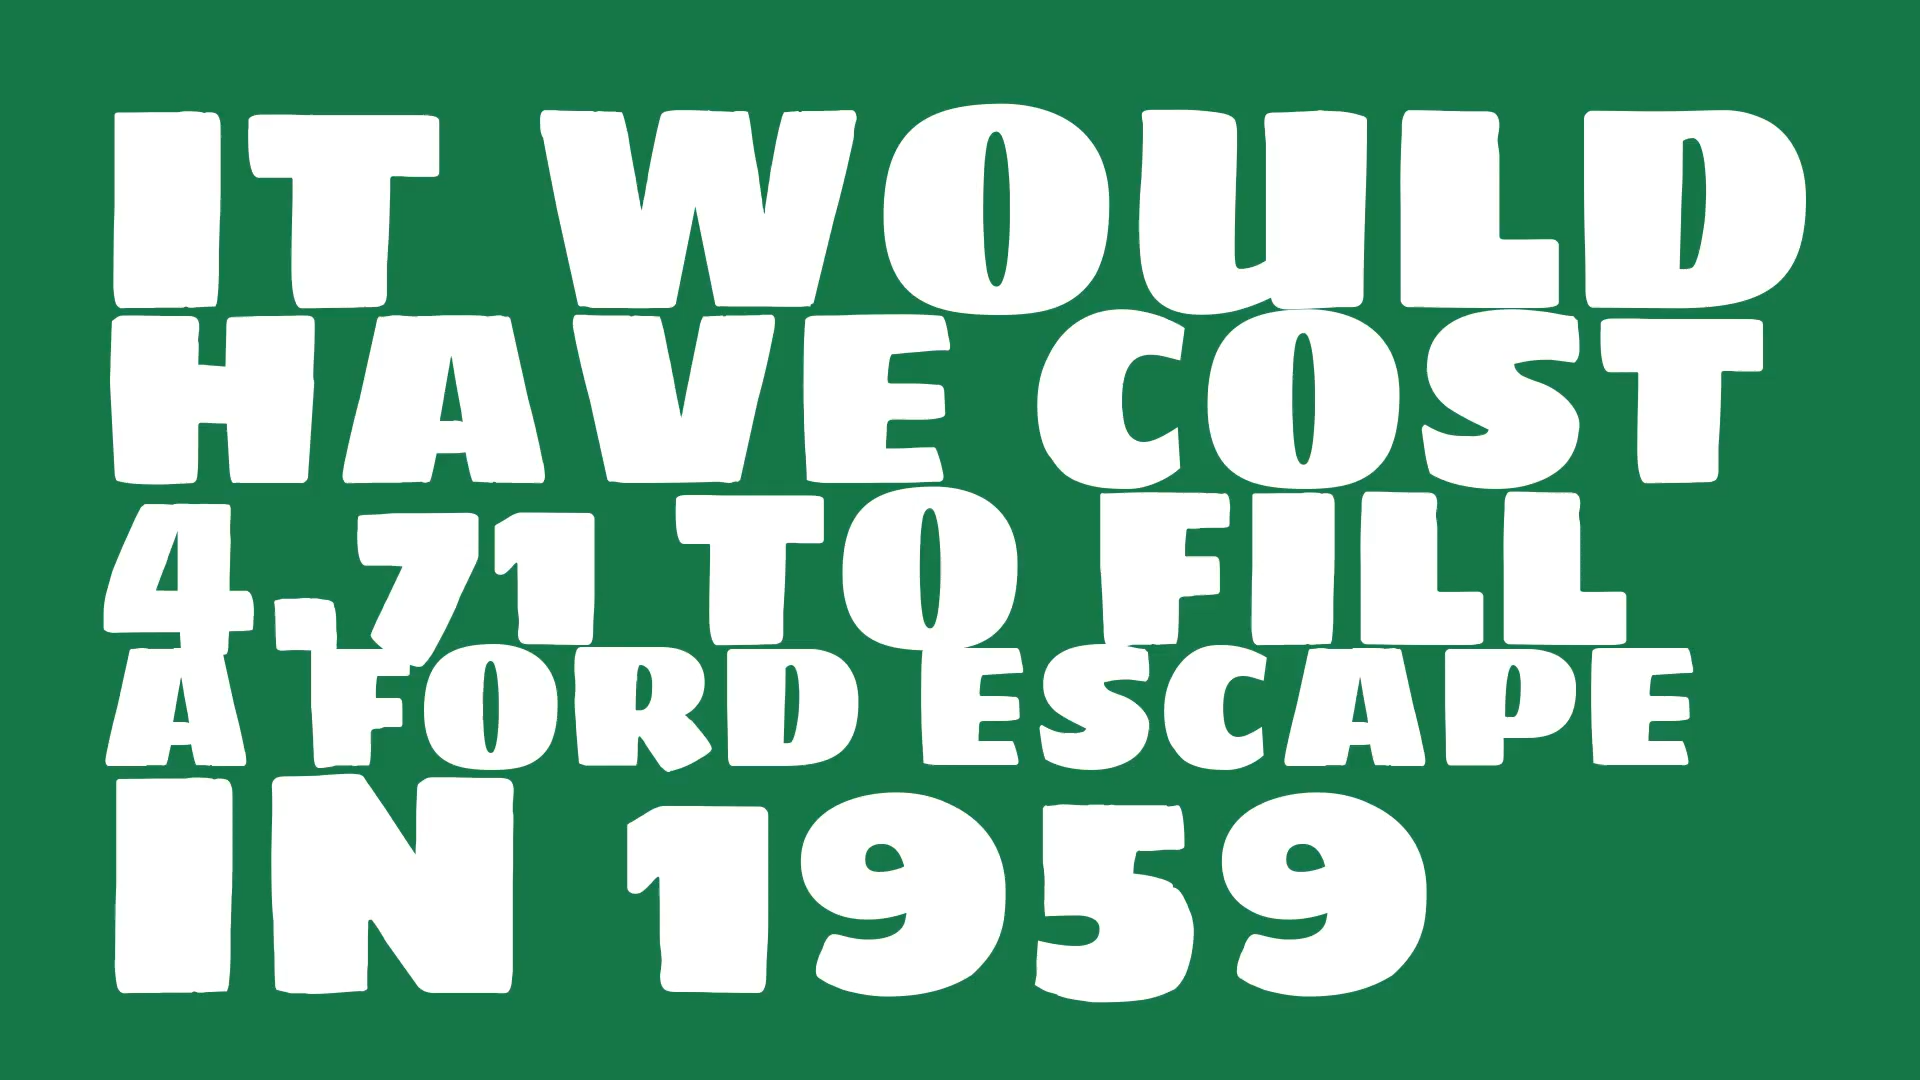 IT WOULD
HAVE COST
4.71 TO FILL
A FORD ESCAPE
IN 1959